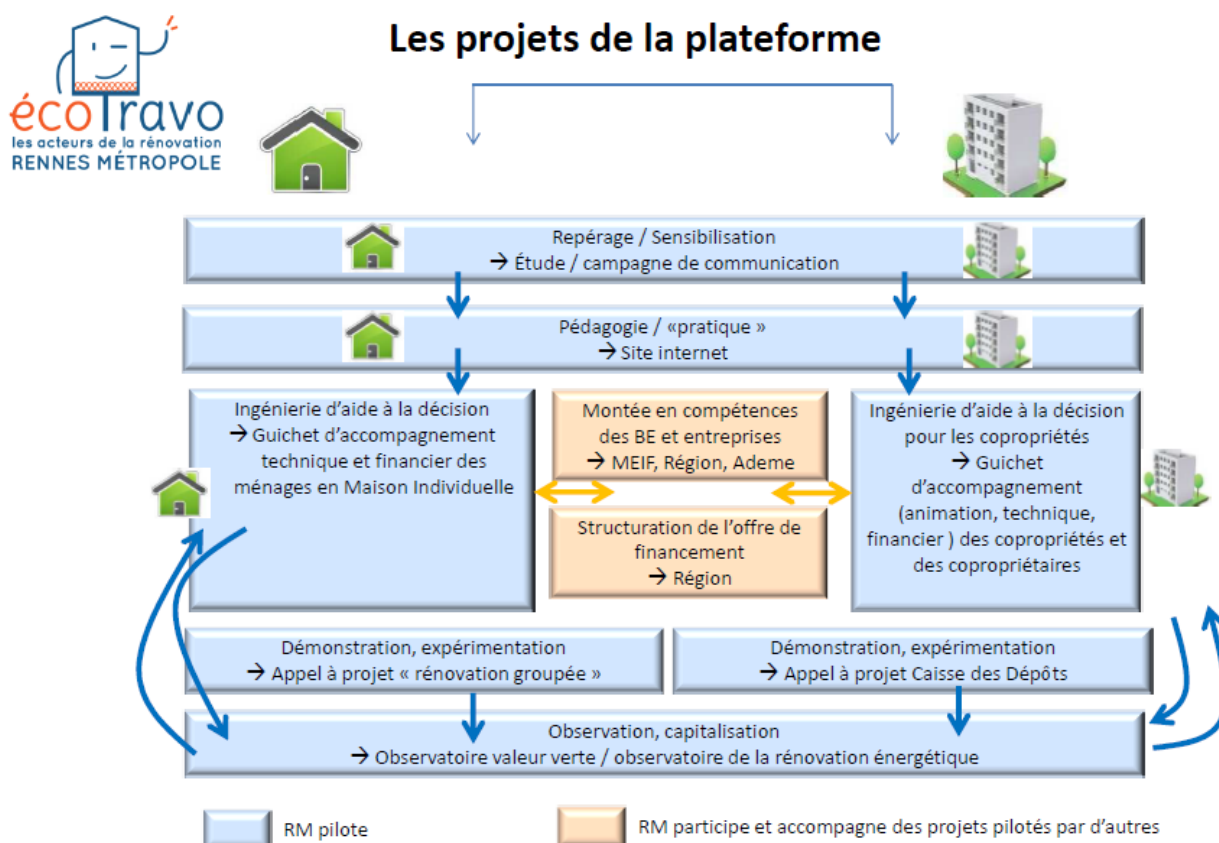 Les projets de la plateforme
écoTravo
les acteurs de la rénovation
RENNES MÉTROPOLE
Repérage / Sensibilisation
→ Étude / campagne de communication
Pédagogie / «pratique »
→ Site internet
Ingénierie d'aide à la décision
→ Guichet d'accompagnement
technique et financier des
ménages en Maison Individuelle
Montée en compétences
des BE et entreprises
→ MEIF, Région, Ademe
Structuration de l'offre de
financement
→ Région
Ingénierie d'aide à la décision
pour les copropriétés
→ Guichet
d'accompagnement
(animation, technique,
financier ) des copropriétés et
des copropriétaires
Démonstration, expérimentation
→ Appel à projet « rénovation groupée »
Démonstration, expérimentation
→ Appel à projet Caisse des Dépôts
Observation, capitalisation
→ Observatoire valeur verte / observatoire de la rénovation énergétique
RM pilote
RM participe et accompagne des projets pilotés par d'autres